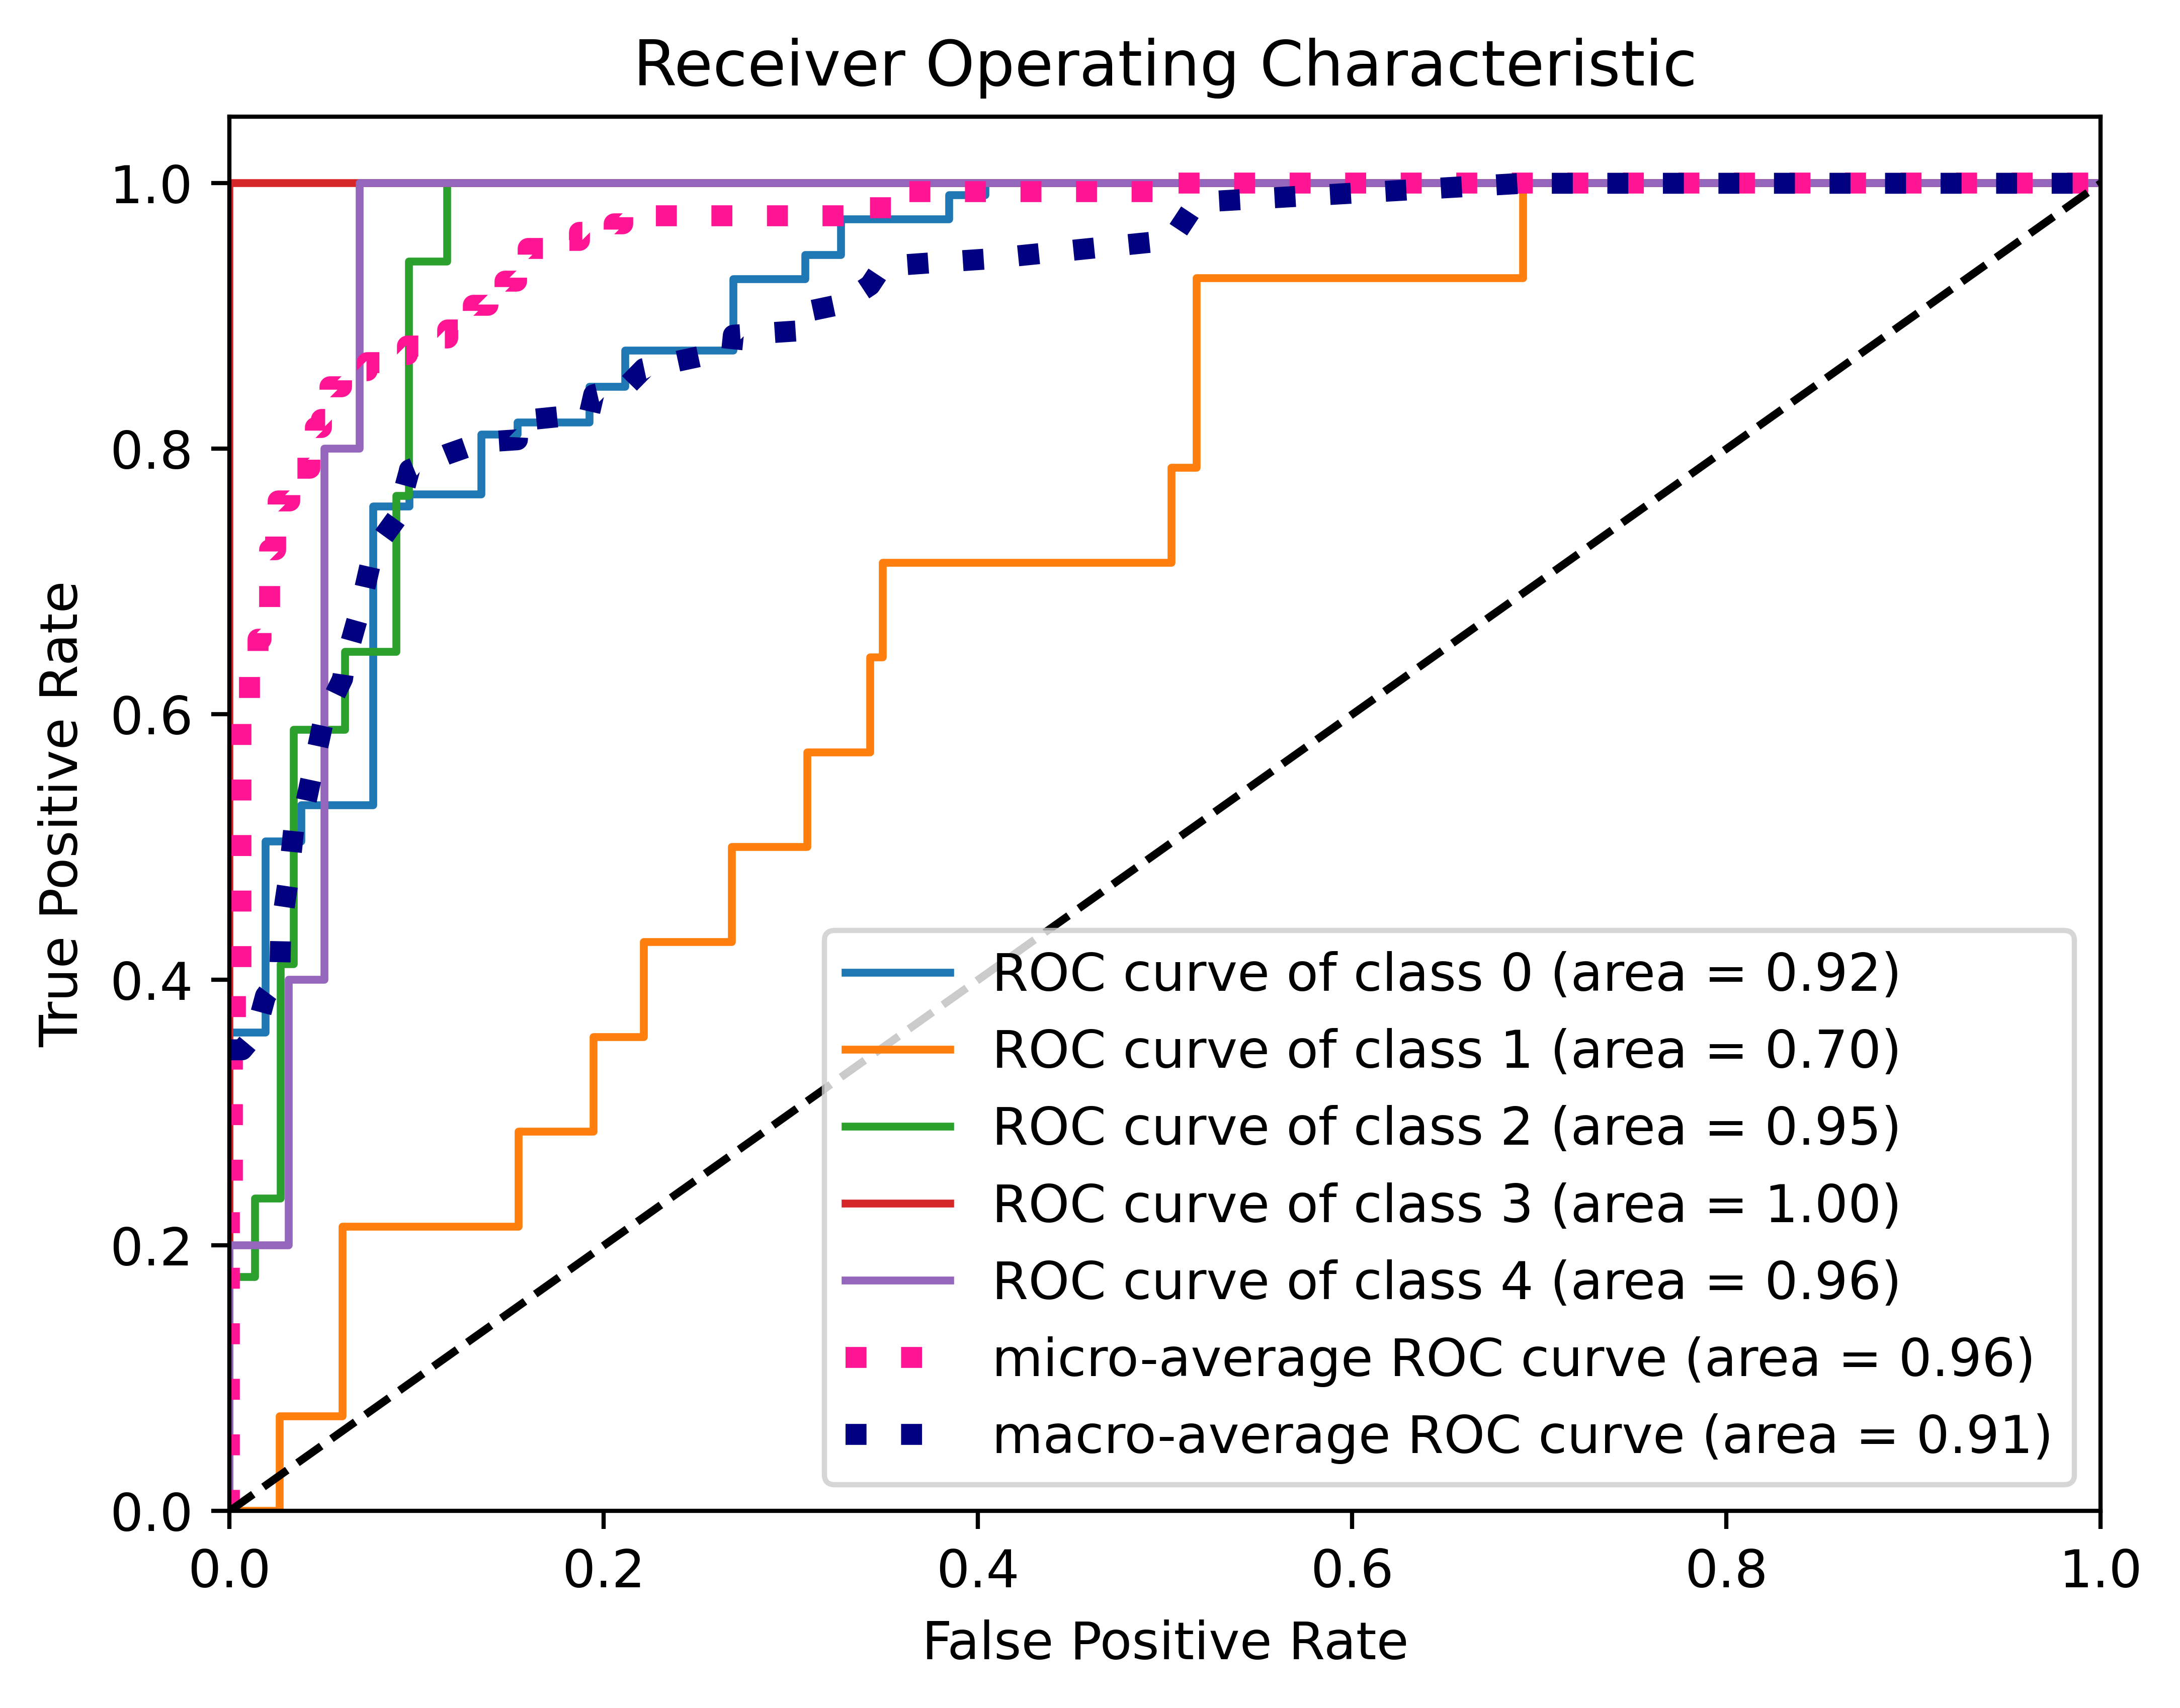 Receiver Operating Characteristic
True Positive Rate
1.0
0.8
0.6
0.4
0.2
0.0
ROC curve of class 0 (area = 0.92)
ROC curve of class 1 (area = 0.70)
ROC curve of class 2 (area = 0.95)
ROC curve of class 3 (area = 1.00)
ROC curve of class 4 (area = 0.96)
micro-average ROC curve (area = 0.96)
macro-average ROC curve (area = 0.91)
0.0 0.2 0.4 0.6 0.8 1.0
False Positive Rate